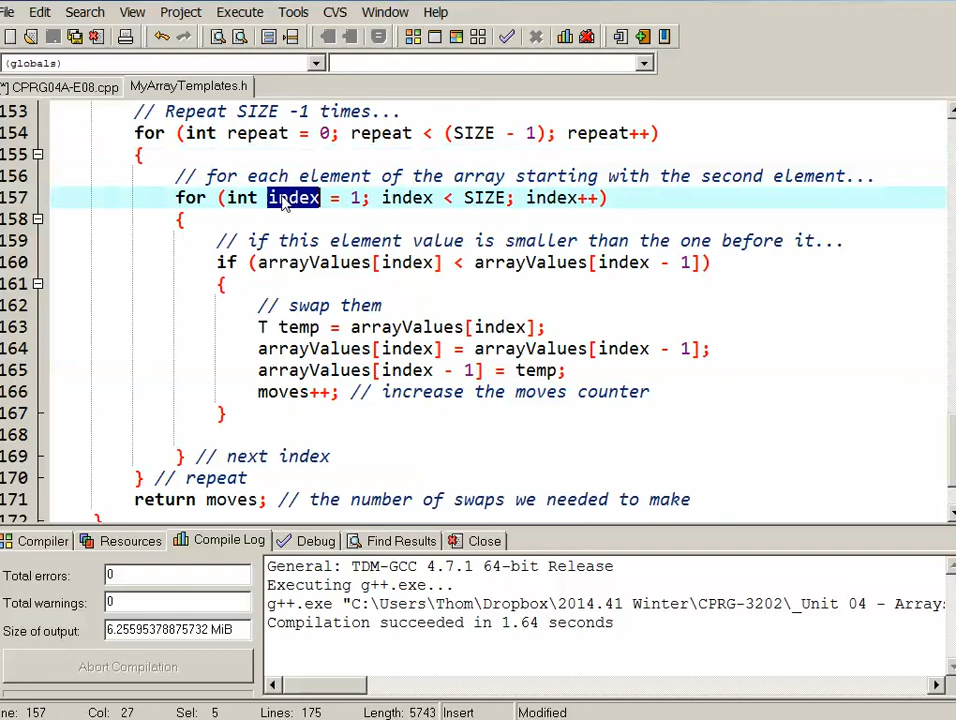 File Edit Search View Project Execute Tools CVS Window Help
(globals)
[*] CPRG04A-E08.cpp MyArrayTemplates.h
153 // Repeat SIZE -1 times...
154 for (int repeat = 0; repeat < (SIZE - 1); repeat++)
155 {
156 // for each element of the array starting with the second element...
157 for (int index = 1; index < SIZE; index++)
158 {
159 // if this element value is smaller than the one before it...
160 if (arrayValues[index] < arrayValues[index - 1])
161 {
162 // swap them
163 T temp = arrayValues[index];
164 arrayValues[index] = arrayValues[index - 1];
165 arrayValues[index - 1] = temp;
166 moves++; // increase the moves counter
167 }
168
169 } // next index
170 } // repeat
171 return moves; // the number of swaps we needed to make
172 }
Compiler Resources Compile Log Debug Find Results Close
Total errors: 0
Total warnings: 0
Size of output: 6.25595378875732 MiB
Abort Compilation
General: TDM-GCC 4.7.1 64-bit Release
Executing g++.exe...
g++.exe "C:\Users\Thom\Dropbox\2014.41 Winter\CPRG-3202\_Unit 04 - Arrays
Compilation succeeded in 1.64 seconds
ne: 157 Col: 27 Sel: 5 Lines: 175 Length: 5743 Insert Modified